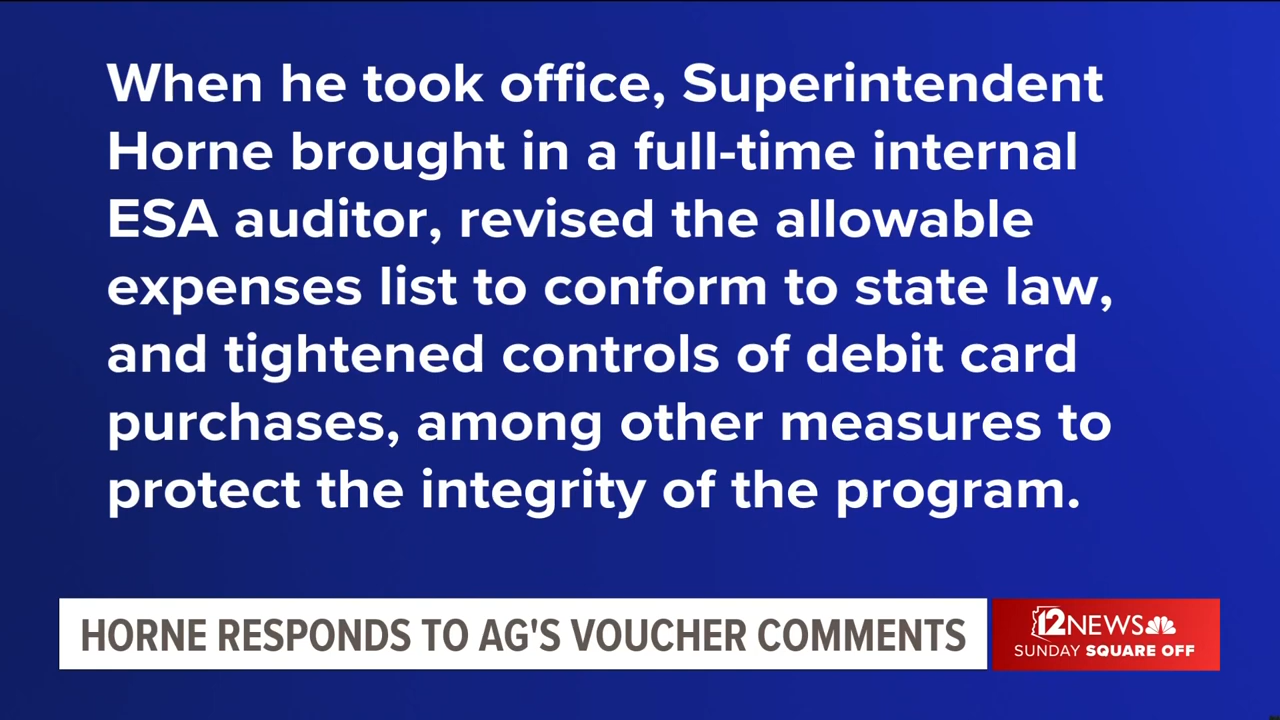 When he took office, Superintendent
Horne brought in a full-time internal
ESA auditor, revised the allowable
expenses list to conform to state law,
and tightened controls of debit card
purchases, among other measures to
protect the integrity of the program.
HORNE RESPONDS TO AG'S VOUCHER COMMENTS
12NEWS
SUNDAY SQUARE OFF